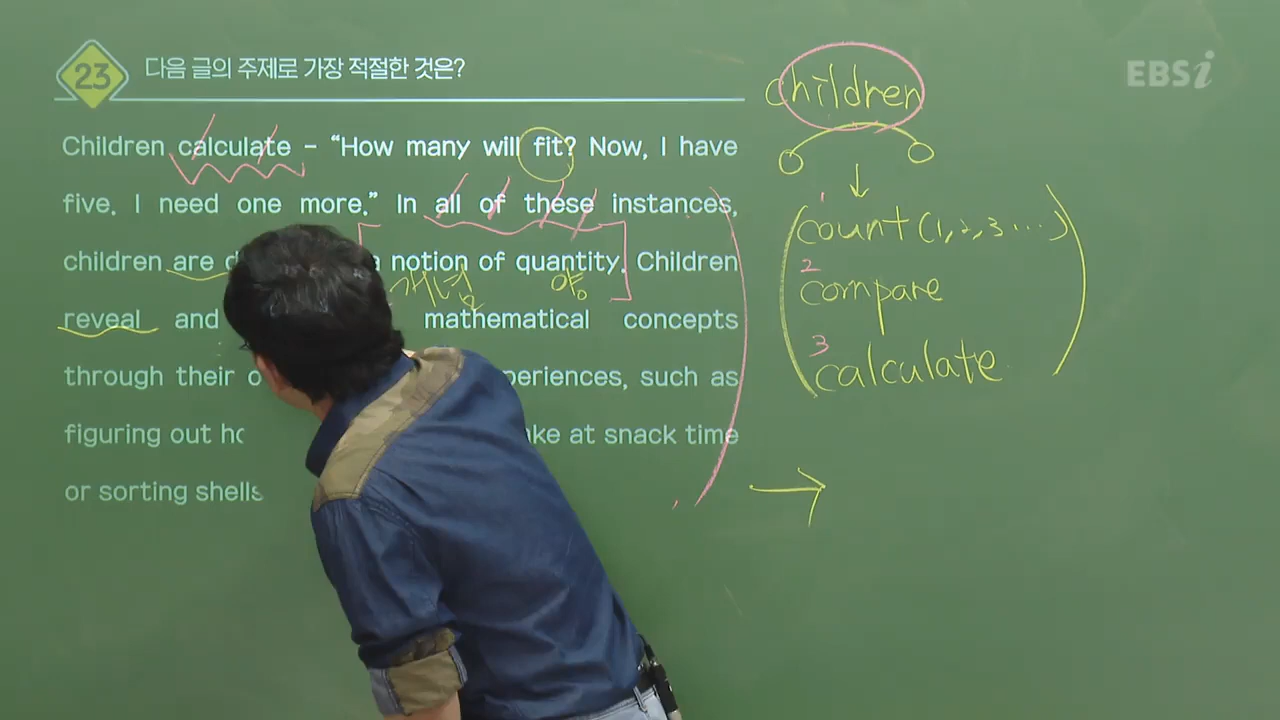 23 다음 글의 주제로 가장 적절한 것은?
EBSi
Children calculate – “How many will fit? Now, I have
five. I need one more.” In all of these instances,
children are a notion of quantity. Children
개념 양
reveal and mathematical concepts
through their experiences, such as
figuring out at snack time
or sorting shells
children
1
count (1, 2, 3 ...)
2
compare
3
calculate